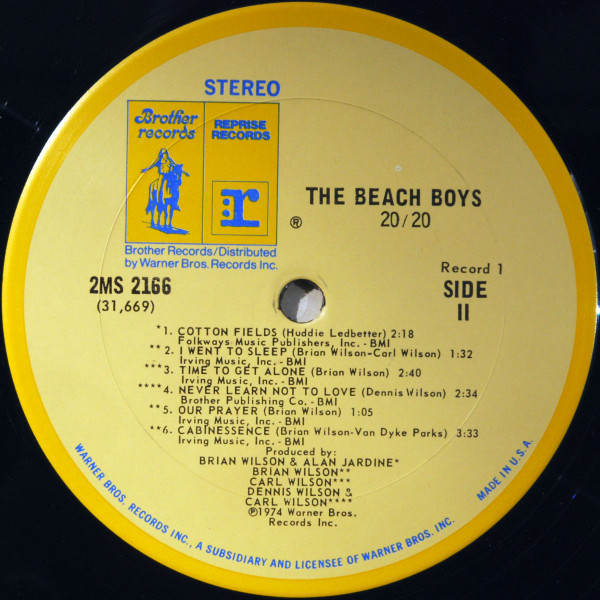 STEREO
Brother
records
REPRISE
RECORDS
r
®
THE BEACH BOYS
20/20
Brother Records/Distributed
by Warner Bros. Records Inc.
2MS 2166
(31,669)
Record 1
SIDE
II
*1. COTTON FIELDS (Huddie Ledbetter) 2:18
Folkways Music Publishers, Inc. - BMI
**2. I WENT TO SLEEP (Brian Wilson-Carl Wilson) 1:32
Irving Music, Inc. - BMI
***3. TIME TO GET ALONE (Brian Wilson) 2:40
Irving Music, Inc. - BMI
****4. NEVER LEARN NOT TO LOVE (Dennis Wilson) 2:34
Brother Publishing Co. - BMI
**5. OUR PRAYER (Brian Wilson) 1:05
Irving Music, Inc. - BMI
**6. CABINESSENCE (Brian Wilson-Van Dyke Parks) 3:33
Irving Music, Inc. - BMI
Produced by:
BRIAN WILSON & ALAN JARDINE*
BRIAN WILSON**
CARL WILSON***
DENNIS WILSON &
CARL WILSON****
℗1974 Warner Bros.
Records Inc.
WARNER BROS. RECORDS INC., A SUBSIDIARY AND LICENSEE OF WARNER BROS. INC.
MADE IN U.S.A.